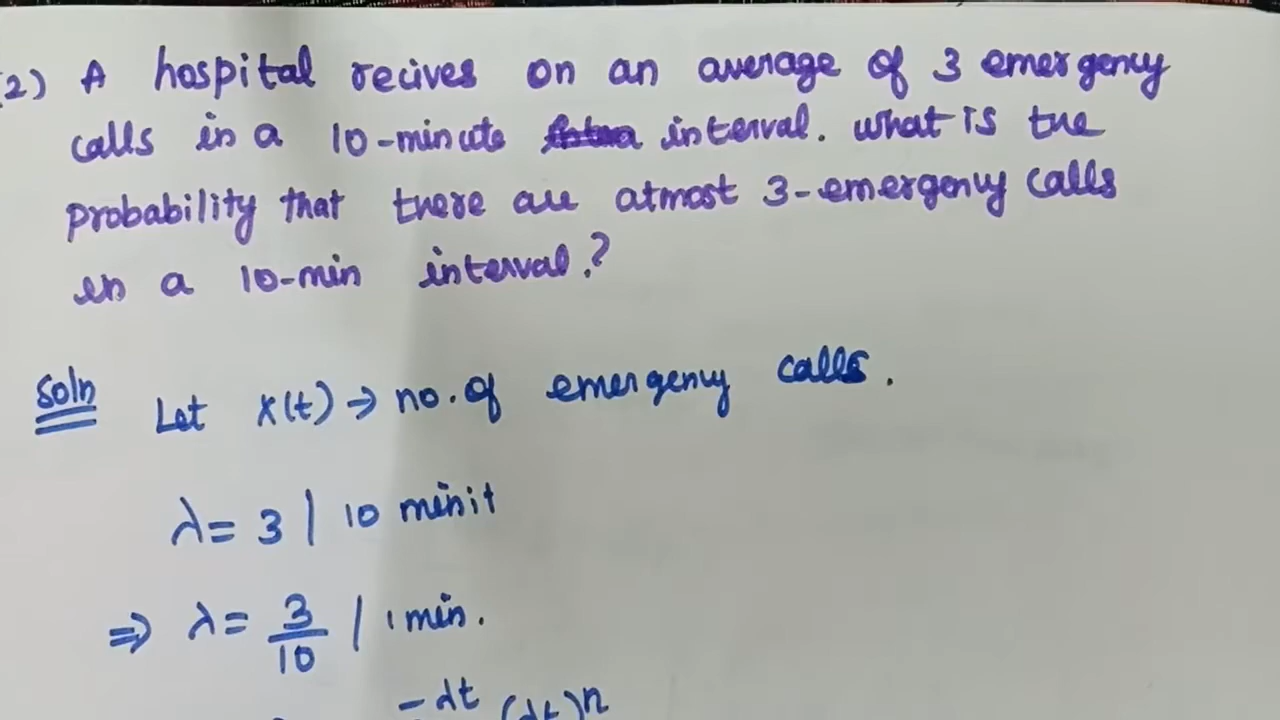 2) A hospital recives on an average of 3 emergency
calls in a 10-minute interval. what is the
probability that there are atmost 3-emergency calls
in a 10-min interval.?
Soln Let X(t) → no. of emergency calls.
λ = 3 | 10 minit
⇒ λ = 3/10 | 1 min.
-λt (λt)n